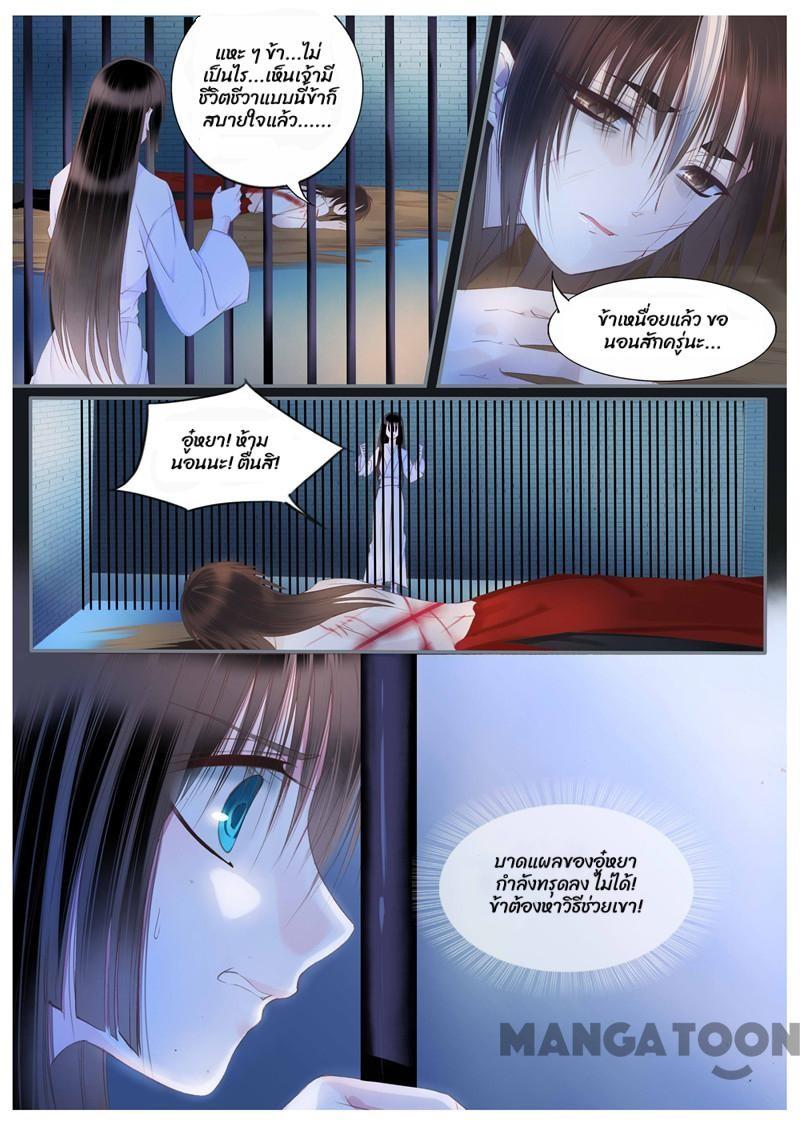 แหะ ๆ ข้า...ไม่
เป็นไร...เห็นเจ้ามี
ชีวิตชีวาแบบนี้ข้าก็
สบายใจแล้ว......
ข้าเหนื่อยแล้ว ขอ
นอนสักครู่นะ...
อู๋หยา! ห้าม
นอนนะ! ตื่นสิ!
บาดแผลของอู๋หยา
กำลังทรุดลง ไม่ได้!
ข้าต้องหาวิธีช่วยเขา!
MANGATOON